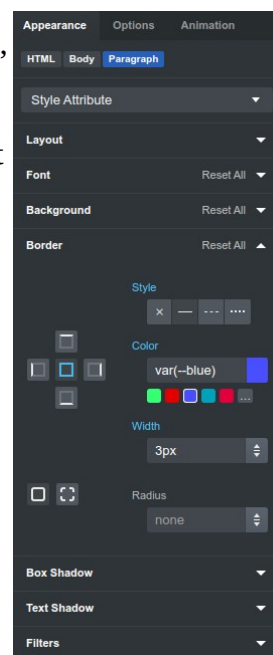 Appearance Options Animation
,
HTML Body Paragraph
Style Attribute
t
Layout
Font Reset All
Background Reset All
Border Reset All
Style
× — --- ····
Color
var(--blue)
...
Width
3px
Radius
none
Box Shadow
Text Shadow
Filters